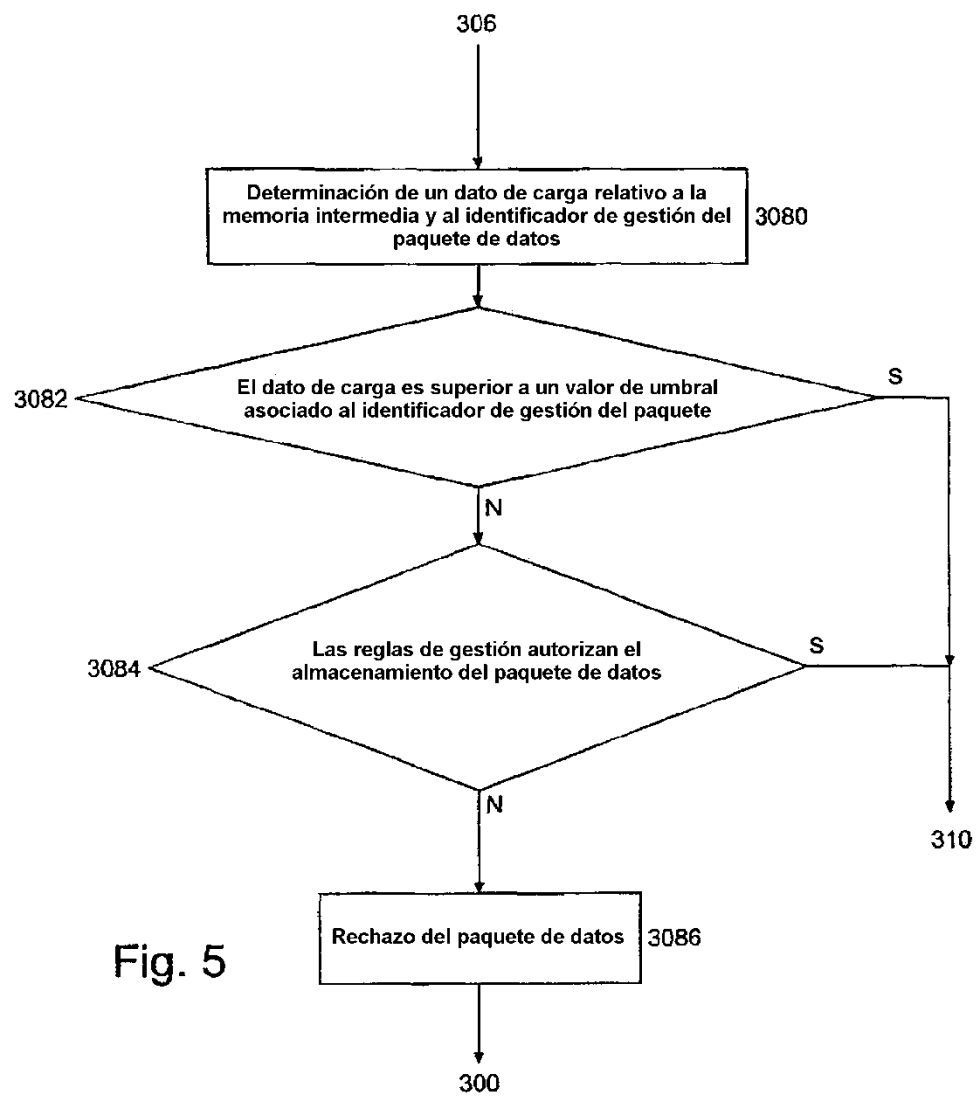 306
Determinación de un dato de carga relativo a la
memoria intermedia y al identificador de gestión del
paquete de datos
3080
El dato de carga es superior a un valor de umbral
asociado al identificador de gestión del paquete
3082
S
N
Las reglas de gestión autorizan el
almacenamiento del paquete de datos
3084
S
N
310
Rechazo del paquete de datos
3086
Fig. 5
300